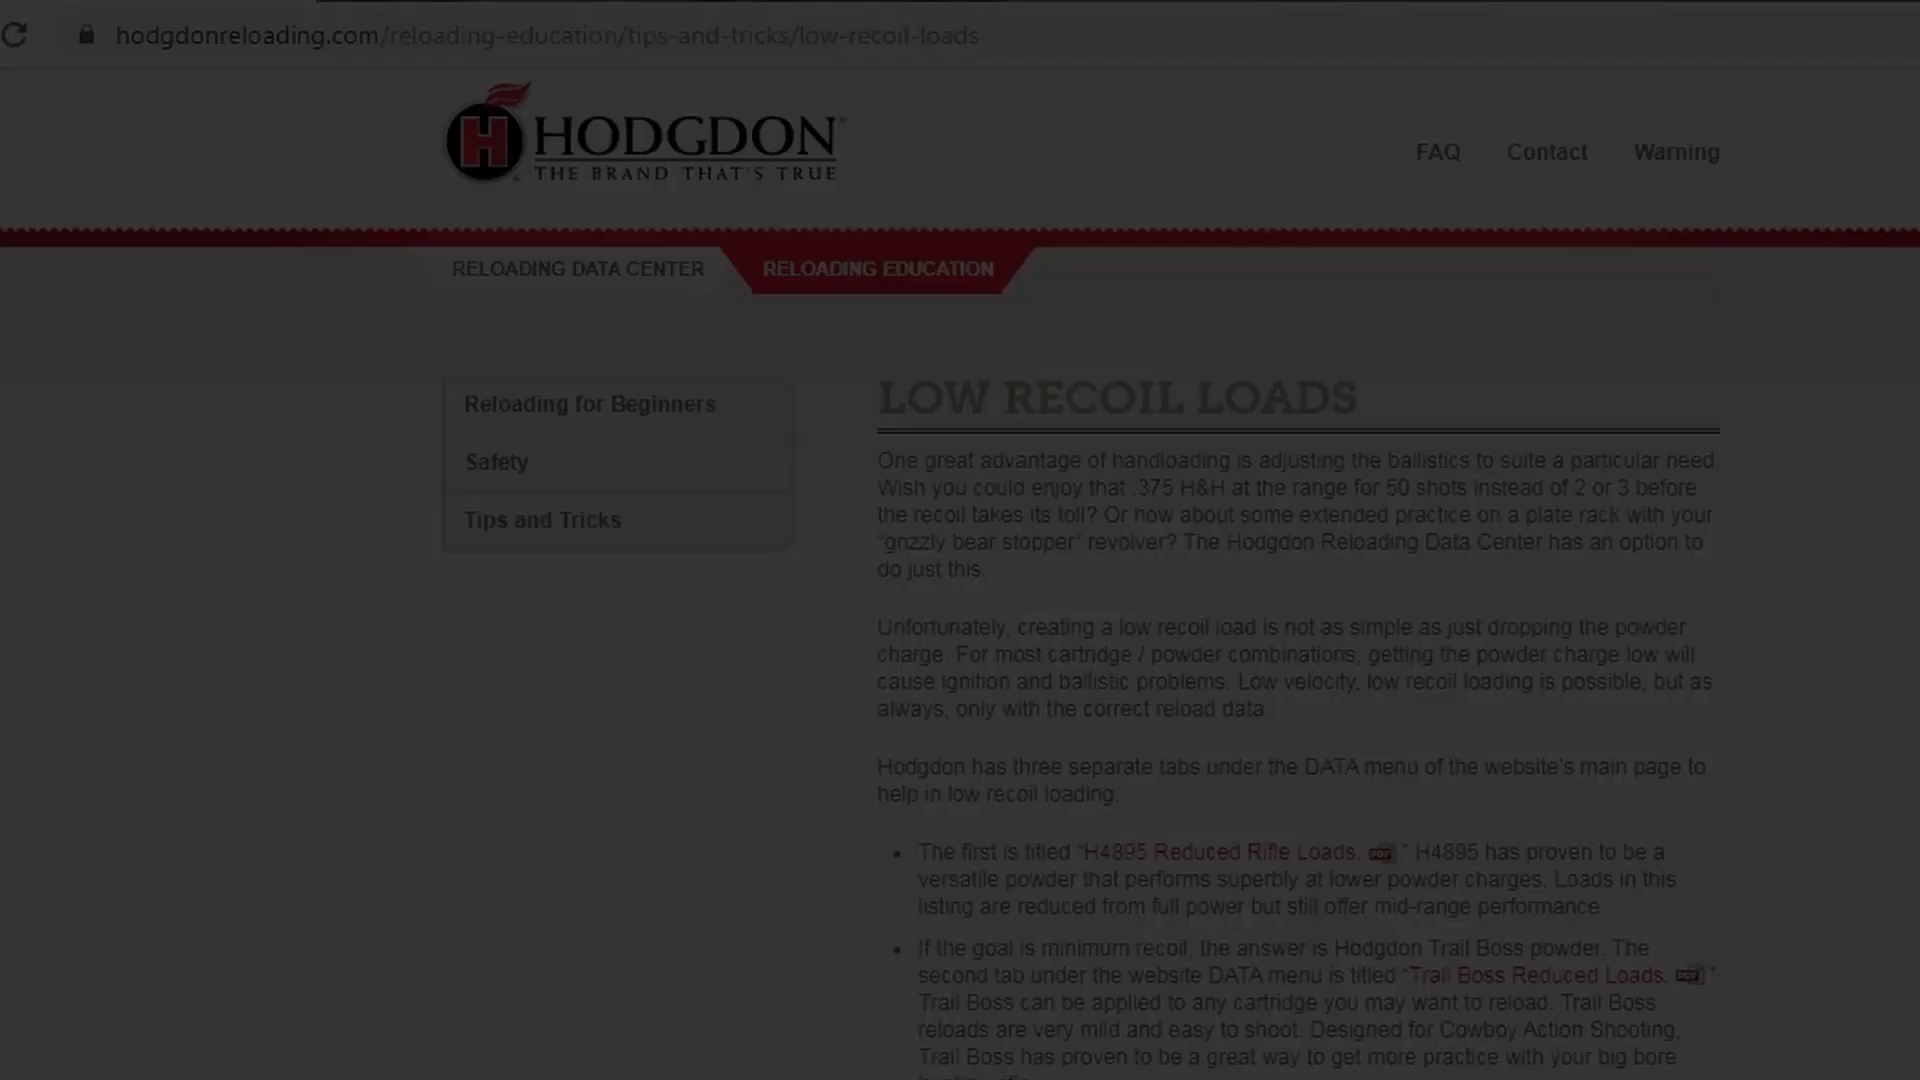 hodgdonreloading.com/reloading-education/tips-and-tricks/low-recoil-loads
H HODGDON
THE BRAND THAT'S TRUE
FAQ Contact Warning
RELOADING DATA CENTER RELOADING EDUCATION
Reloading for Beginners
Safety
Tips and Tricks
LOW RECOIL LOADS
One great advantage of handloading is adjusting the ballistics to suite a particular need
Wish you could enjoy that .375 H&H at the range for 50 shots instead of 2 or 3 before
the recoil takes its toll? Or how about some extended practice on a plate rack with your
"grizzly bear stopper" revolver? The Hodgdon Reloading Data Center has an option to
do just this.
Unfortunately, creating a low recoil load is not as simple as just dropping the powder
charge. For most cartridge / powder combinations, getting the powder charge low will
cause ignition and ballistic problems. Low velocity, low recoil loading is possible, but as
always, only with the correct reload data.
Hodgdon has three separate tabs under the DATA menu of the website's main page to
help in low recoil loading.
• The first is titled "H4895 Reduced Rifle Loads. PDF " H4895 has proven to be a
versatile powder that performs superbly at lower powder charges. Loads in this
listing are reduced from full power but still offer mid-range performance
• If the goal is minimum recoil, the answer is Hodgdon Trail Boss powder. The
second tab under the website DATA menu is titled "Trail Boss Reduced Loads. PDF "
Trail Boss can be applied to any cartridge you may want to reload. Trail Boss
reloads are very mild and easy to shoot. Designed for Cowboy Action Shooting,
Trail Boss has proven to be a great way to get more practice with your big bore